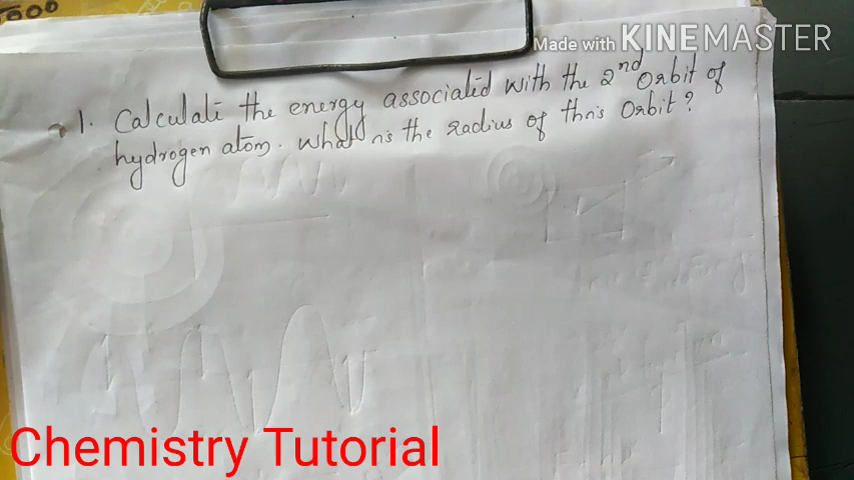 5000
Made with KINEMASTER
1. Calculate the energy associated with the 2nd orbit of
hydrogen atom. What is the radius of this orbit?
Chemistry Tutorial